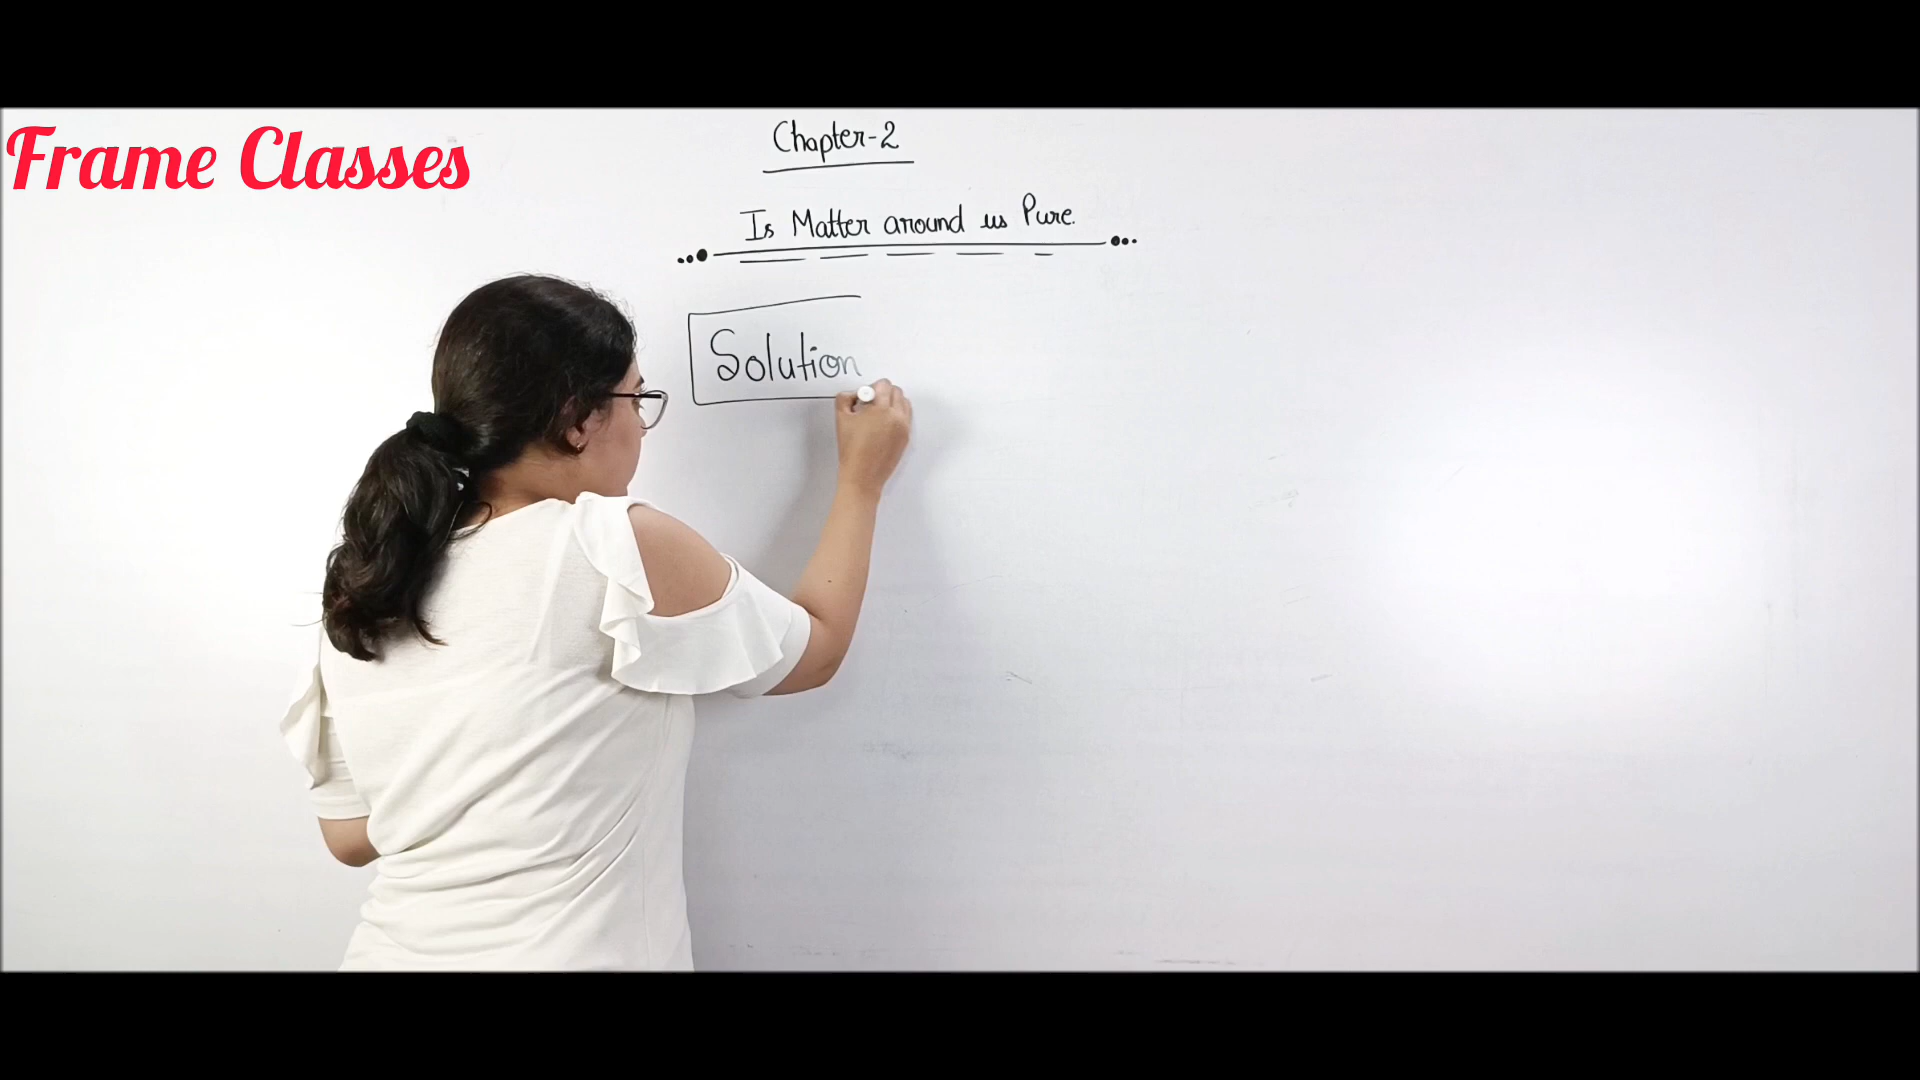 Frame Classes
Chapter-2
Is Matter around us Pure.
Solution